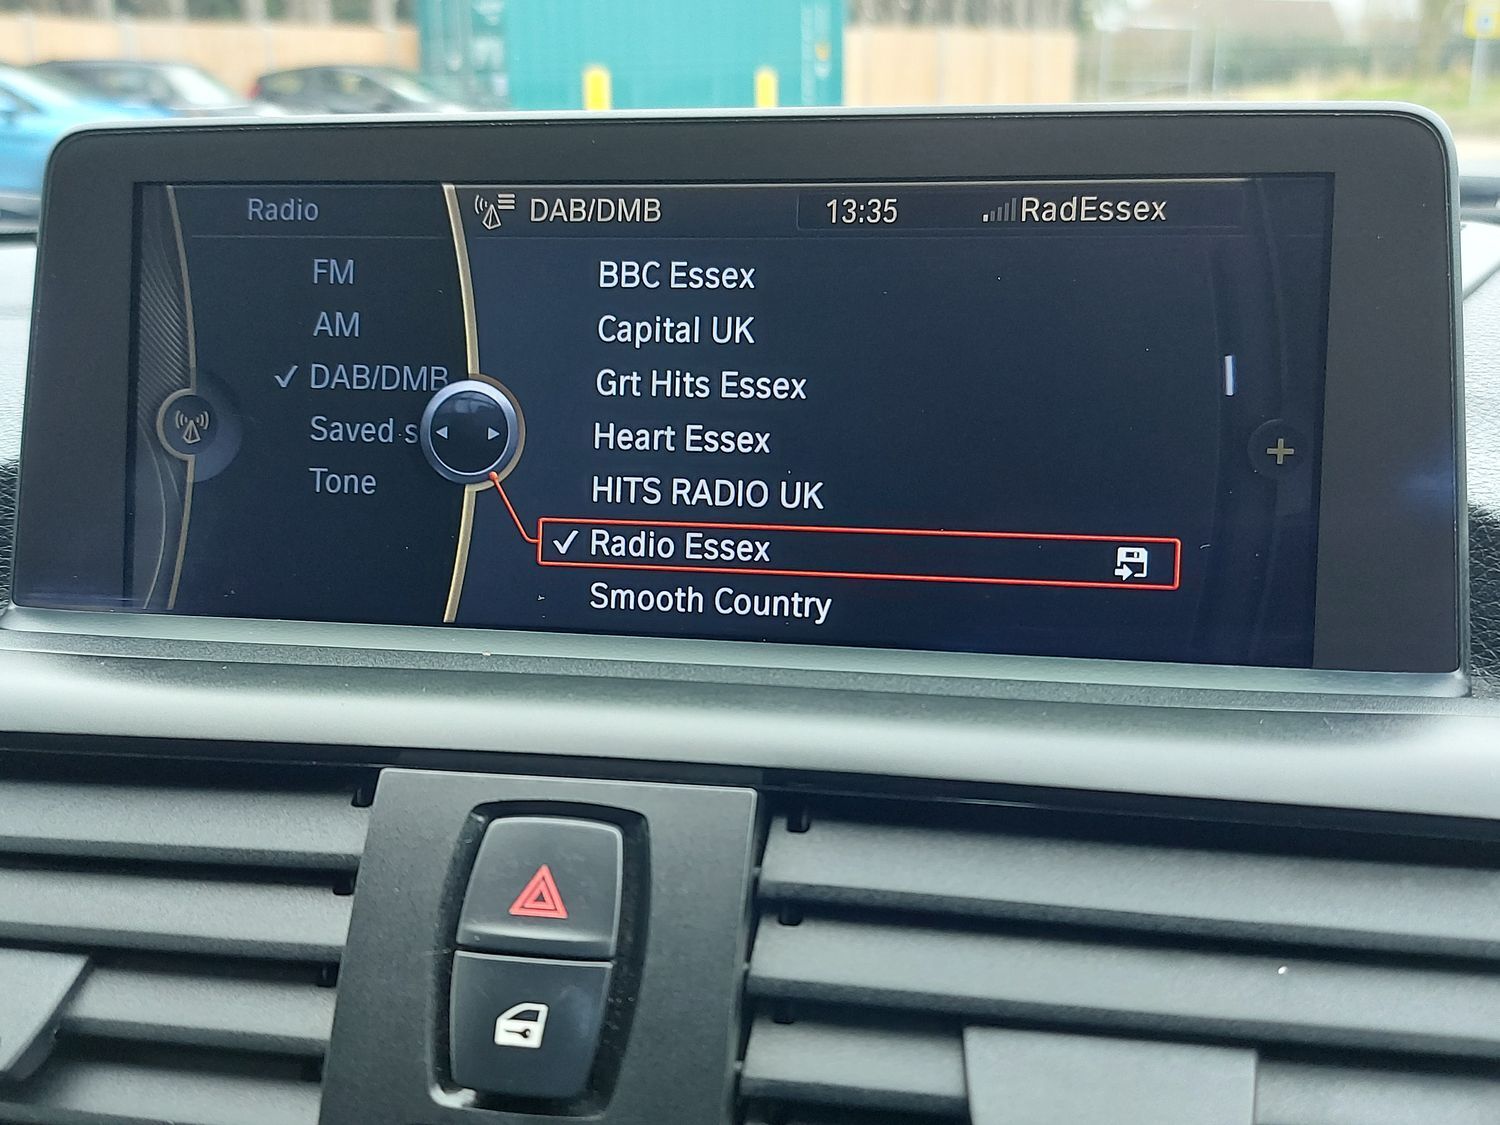 Radio
DAB/DMB
13:35
RadEssex
FM
AM
✓ DAB/DMB
Saved s
Tone
BBC Essex
Capital UK
Grt Hits Essex
Heart Essex
HITS RADIO UK
✓ Radio Essex
Smooth Country